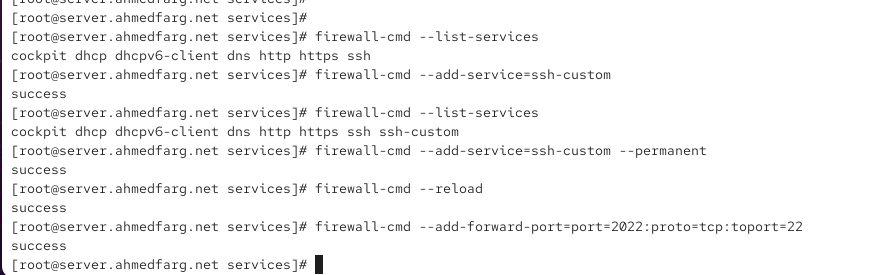 [root@server.ahmedfarg.net services]#
[root@server.ahmedfarg.net services]#
[root@server.ahmedfarg.net services]# firewall-cmd --list-services
cockpit dhcp dhcpv6-client dns http https ssh
[root@server.ahmedfarg.net services]# firewall-cmd --add-service=ssh-custom
success
[root@server.ahmedfarg.net services]# firewall-cmd --list-services
cockpit dhcp dhcpv6-client dns http https ssh ssh-custom
[root@server.ahmedfarg.net services]# firewall-cmd --add-service=ssh-custom --permanent
success
[root@server.ahmedfarg.net services]# firewall-cmd --reload
success
[root@server.ahmedfarg.net services]# firewall-cmd --add-forward-port=port=2022:proto=tcp:toport=22
success
[root@server.ahmedfarg.net services]#